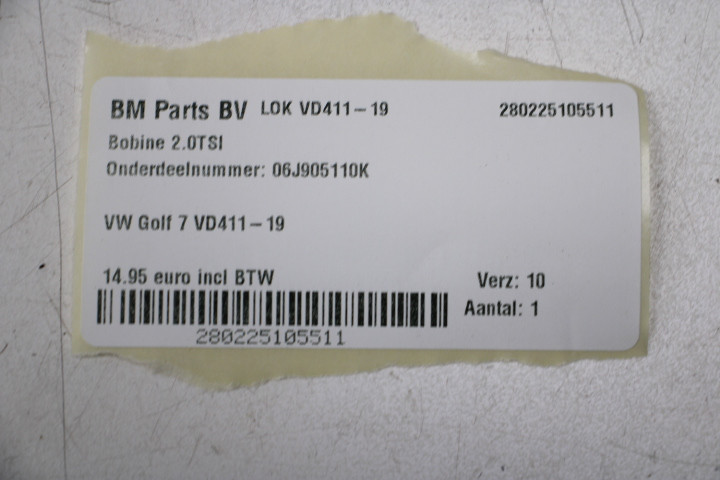 BM Parts BV LOK VD411-19 280225105511
Bobine 2.0TSI
Onderdeelnummer: 06J905110K
VW Golf 7 VD411-19
14.95 euro incl BTW Verz: 10
Aantal: 1
280225105511